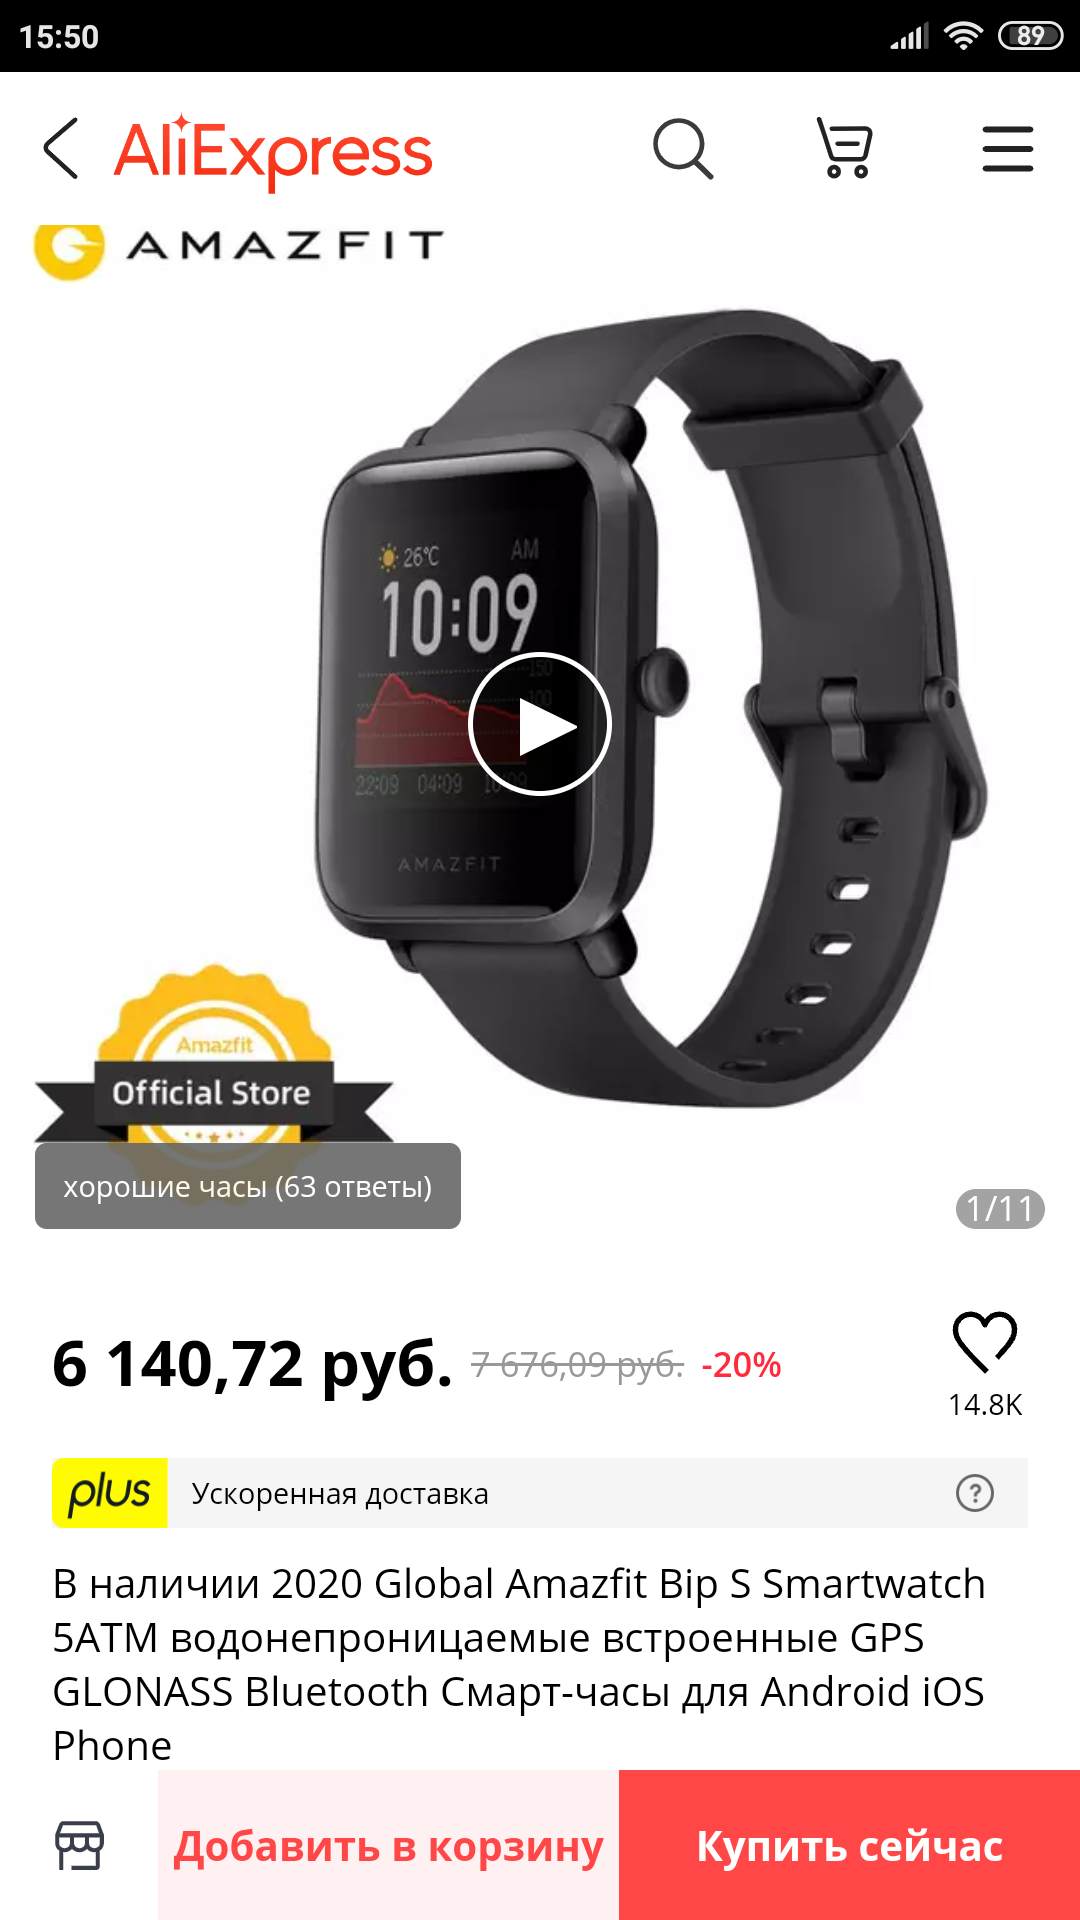 15:50
89
AliExpress
AMAZFIT
26°C
AM
10:09
150
100
22:09 04:09
AMAZFIT
Amazfit
Official Store
хорошие часы (63 ответы)
1/11
6 140,72 руб. 7 676,09 руб. -20%
14.8K
plus Ускоренная доставка
?
В наличии 2020 Global Amazfit Bip S Smartwatch
5ATM водонепроницаемые встроенные GPS
GLONASS Bluetooth Смарт-часы для Android iOS
Phone
Добавить в корзину
Купить сейчас